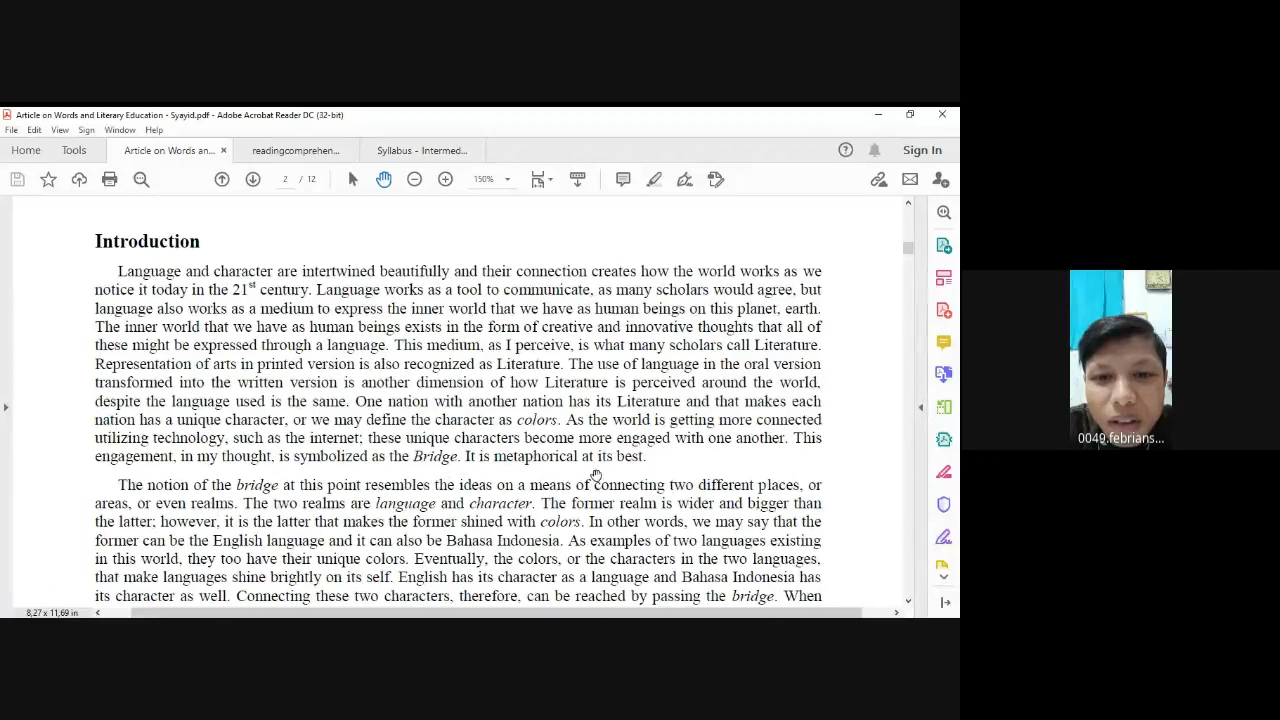 Article on Words and Literary Education - Syayid.pdf - Adobe Acrobat Reader DC (32-bit)
File Edit View Sign Window Help
Home Tools Article on Words an... × readingcomprehen... Syllabus - Intermed... Sign In
2 / 12 150%
Introduction
Language and character are intertwined beautifully and their connection creates how the world works as we
notice it today in the 21st century. Language works as a tool to communicate, as many scholars would agree, but
language also works as a medium to express the inner world that we have as human beings on this planet, earth.
The inner world that we have as human beings exists in the form of creative and innovative thoughts that all of
these might be expressed through a language. This medium, as I perceive, is what many scholars call Literature.
Representation of arts in printed version is also recognized as Literature. The use of language in the oral version
transformed into the written version is another dimension of how Literature is perceived around the world,
despite the language used is the same. One nation with another nation has its Literature and that makes each
nation has a unique character, or we may define the character as colors. As the world is getting more connected
utilizing technology, such as the internet; these unique characters become more engaged with one another. This
engagement, in my thought, is symbolized as the Bridge. It is metaphorical at its best.
The notion of the bridge at this point resembles the ideas on a means of connecting two different places, or
areas, or even realms. The two realms are language and character. The former realm is wider and bigger than
the latter; however, it is the latter that makes the former shined with colors. In other words, we may say that the
former can be the English language and it can also be Bahasa Indonesia. As examples of two languages existing
in this world, they too have their unique colors. Eventually, the colors, or the characters in the two languages,
that make languages shine brightly on its self. English has its character as a language and Bahasa Indonesia has
its character as well. Connecting these two characters, therefore, can be reached by passing the bridge. When
8,27 x 11,69 in
0049.febrians...